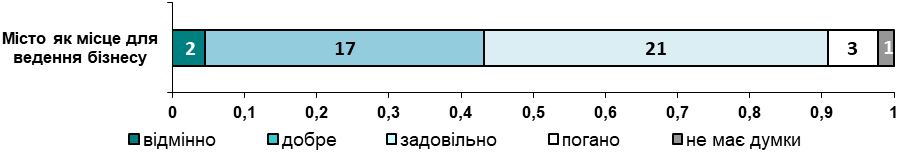 Місто як місце для
ведення бізнесу
2 17 21 3 1
0 0,1 0,2 0,3 0,4 0,5 0,6 0,7 0,8 0,9 1
відмінно добре задовільно погано не має думки